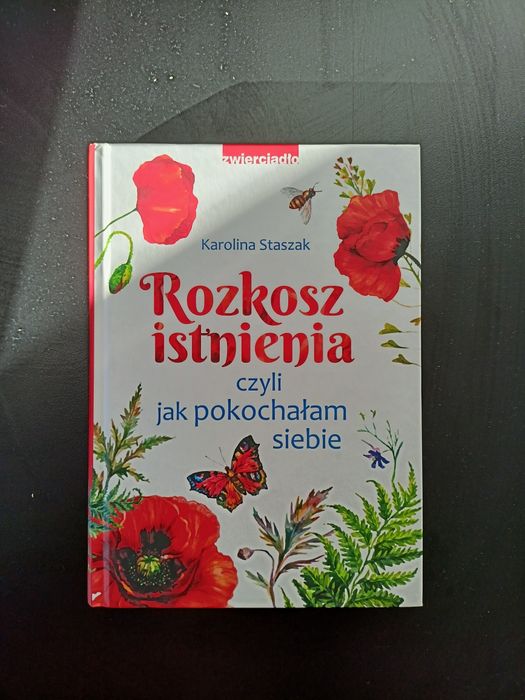 zwierciadło
Karolina Staszak
Rozkosz
istnienia
czyli
jak pokochałam
siebie